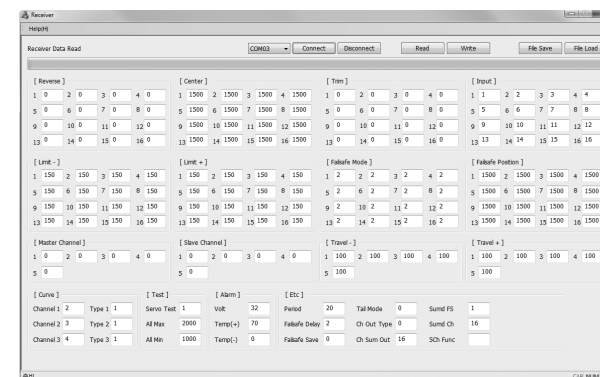 Receiver
Help(H)
Receiver Data Read COM03 Connect Disconnect Read Write File Save File Load
[ Reverse ] [ Center ] [ Trim ] [ Input ]
1 0 2 0 3 0 4 0 1 1500 2 1500 3 1500 4 1500 1 0 2 0 3 0 4 0 1 1 2 2 3 3 4 4
5 0 6 0 7 0 8 0 5 1500 6 1500 7 1500 8 1500 5 0 6 0 7 0 8 0 5 5 6 6 7 7 8 8
9 0 10 0 11 0 12 0 9 1500 10 1500 11 1500 12 1500 9 0 10 0 11 0 12 0 9 9 10 10 11 11 12 12
13 0 14 0 15 0 16 0 13 1500 14 1500 15 1500 16 1500 13 0 14 0 15 0 16 0 13 13 14 14 15 15 16 16
[ Limit - ] [ Limit + ] [ Failsafe Mode ] [ Failsafe Position ]
1 150 2 150 3 150 4 150 1 150 2 150 3 150 4 150 1 2 2 2 3 2 4 2 1 1500 2 1500 3 1500 4 1500
5 150 6 150 7 150 8 150 5 150 6 150 7 150 8 150 5 2 6 2 7 2 8 2 5 1500 6 1500 7 1500 8 1500
9 150 10 150 11 150 12 150 9 150 10 150 11 150 12 150 9 2 10 2 11 2 12 2 9 1500 10 1500 11 1500 12 1500
13 150 14 150 15 150 16 150 13 150 14 150 15 150 16 150 13 2 14 2 15 2 16 2 13 1500 14 1500 15 1500 16 1500
[ Master Channel ] [ Slave Channel ] [ Travel - ] [ Travel + ]
1 0 2 0 3 0 4 0 1 0 2 0 3 0 4 0 1 100 2 100 3 100 4 100 1 100 2 100 3 100 4 100
5 0 5 0 5 100 5 100
[ Curve ] [ Test ] [ Alarm ] [ Etc ]
Channel 1 2 Type 1 1 Servo Test 1 Volt 32 Period 20 Tail Mode 0 Sumd FS 1
Channel 2 3 Type 2 1 All Max 2000 Temp(+) 70 Failsafe Delay 2 Ch Out Type 0 Sumd Ch 16
Channel 3 4 Type 3 1 All Min 1000 Temp(-) 0 Failsafe Save 0 Ch Sum Out 16 SCh Func
CAP NUM